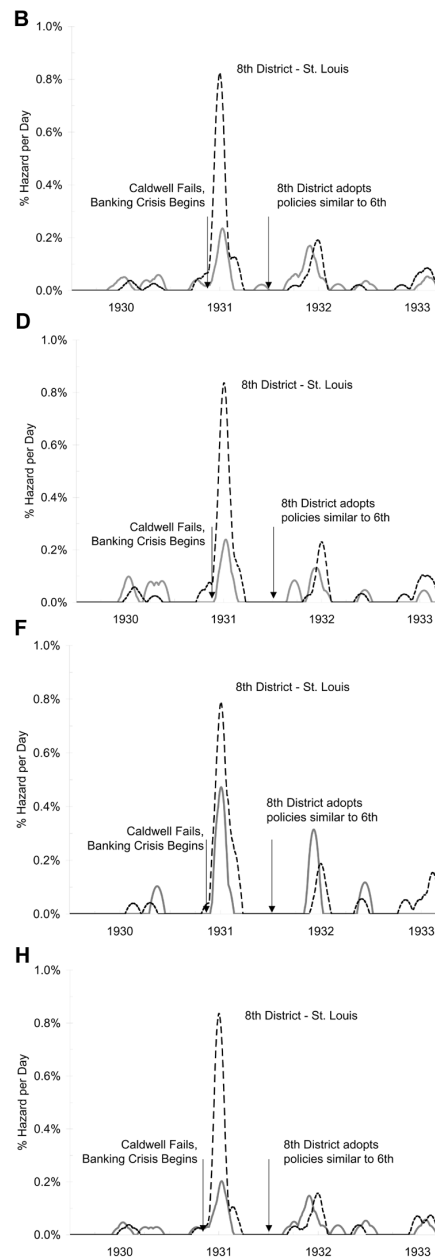 B
1.0%
8th District - St. Louis
0.8%
% Hazard per Day
0.6%
0.4%
Caldwell Fails,
Banking Crisis Begins
8th District adopts
policies similar to 6th
0.2%
0.0%
1930 1931 1932 1933
D
1.0%
8th District - St. Louis
0.8%
% Hazard per Day
0.6%
0.4%
8th District adopts
policies similar to 6th
Caldwell Fails,
Banking Crisis Begins
0.2%
0.0%
1930 1931 1932 1933
F
1.0%
8th District - St. Louis
0.8%
% Hazard per Day
0.6%
0.4%
8th District adopts
policies similar to 6th
Caldwell Fails,
Banking Crisis Begins
0.2%
0.0%
1930 1931 1932 1933
H
1.0%
8th District - St. Louis
0.8%
% Hazard per Day
0.6%
0.4%
Caldwell Fails,
Banking Crisis Begins
8th District adopts
policies similar to 6th
0.2%
0.0%
1930 1931 1932 1933